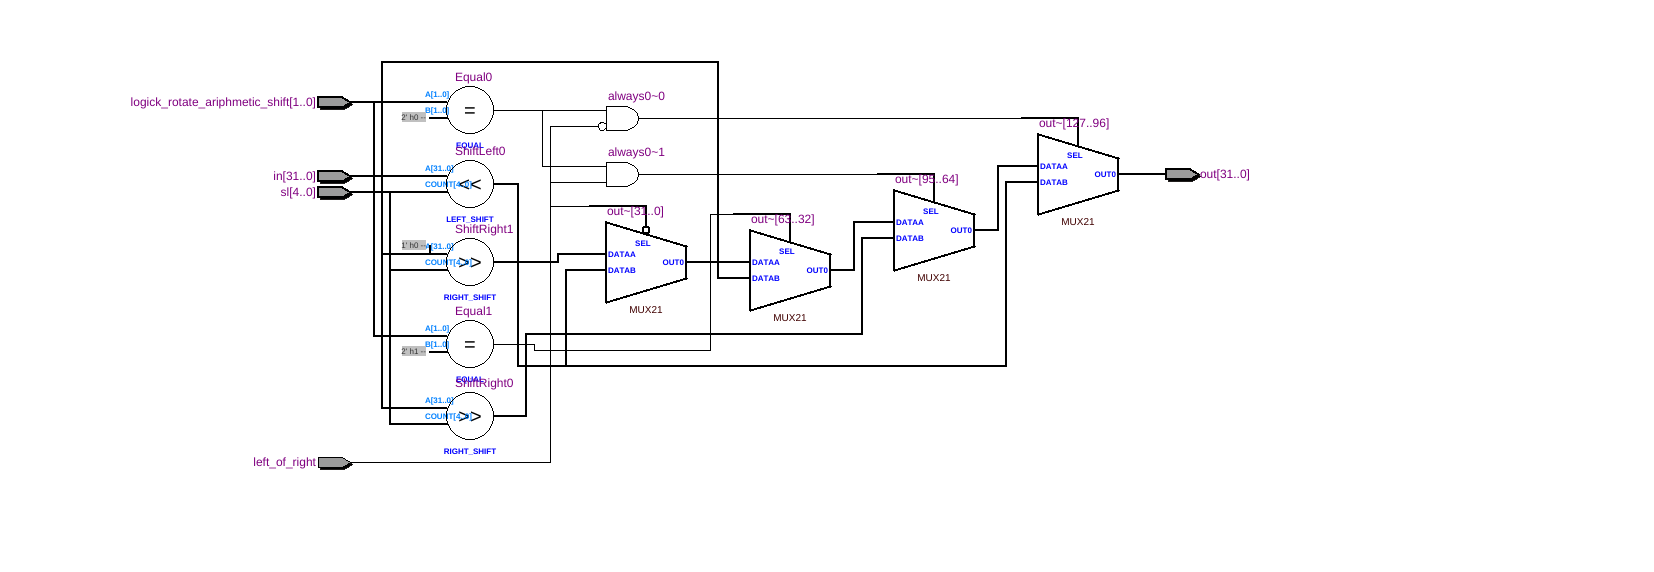 Equal0
logick_rotate_ariphmetic_shift[1..0]
A[1..0]
B[1..0]
2' h0 --
=
EQUAL
always0~0
out~[127..96]
SEL
DATAA
DATAB
OUT0
MUX21
ShiftLeft0
in[31..0]
sl[4..0]
A[31..0]
COUNT[4..0]
<<
LEFT_SHIFT
always0~1
out~[95..64]
SEL
DATAA
DATAB
OUT0
MUX21
out[31..0]
ShiftRight1
1' h0 --
A[31..0]
COUNT[4..0]
>>
RIGHT_SHIFT
out~[31..0]
SEL
DATAA
DATAB
OUT0
MUX21
out~[63..32]
SEL
DATAA
DATAB
OUT0
MUX21
Equal1
A[1..0]
B[1..0]
2' h1 --
=
EQUAL
ShiftRight0
A[31..0]
COUNT[4..0]
>>
RIGHT_SHIFT
left_of_right